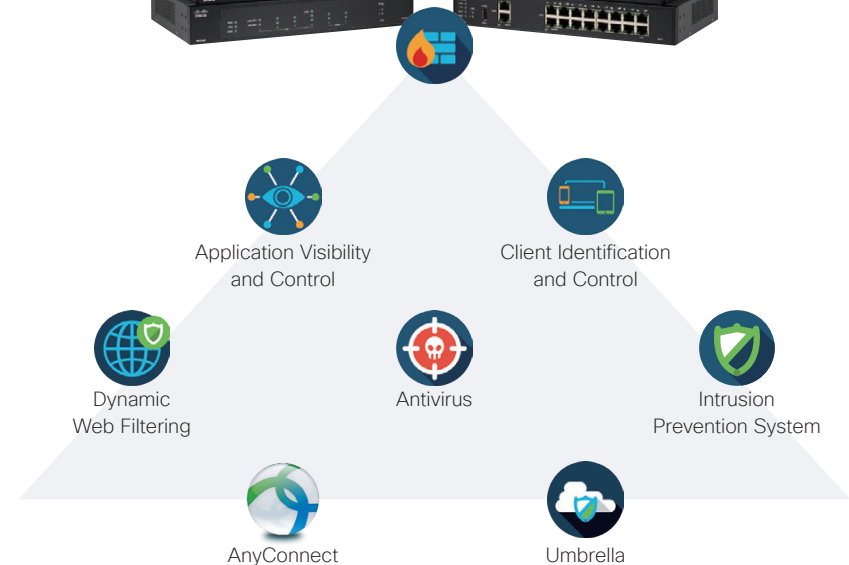 Application Visibility
and Control
Client Identification
and Control
Dynamic
Web Filtering
Antivirus
Intrusion
Prevention System
AnyConnect
Umbrella